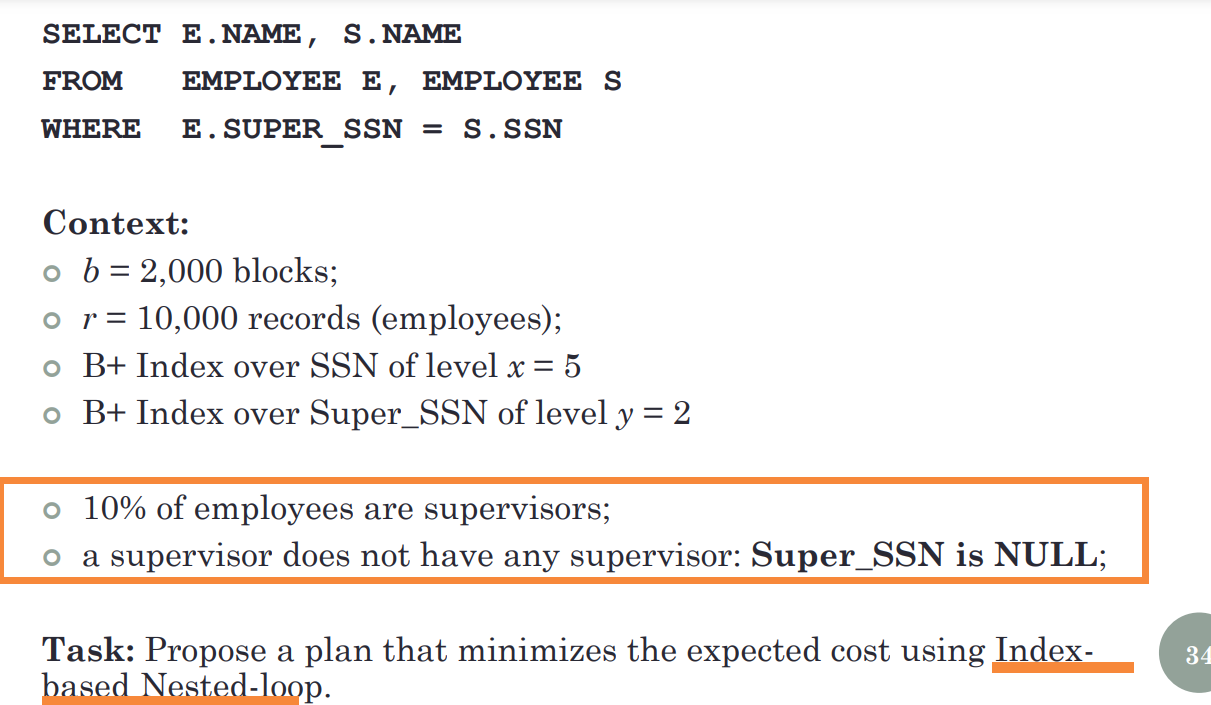 SELECT E.NAME, S.NAME
FROM EMPLOYEE E, EMPLOYEE S
WHERE E.SUPER_SSN = S.SSN
Context:
b = 2,000 blocks;
r = 10,000 records (employees);
B+ Index over SSN of level x = 5
B+ Index over Super_SSN of level y = 2
10% of employees are supervisors;
a supervisor does not have any supervisor: Super_SSN is NULL;
Task: Propose a plan that minimizes the expected cost using Index-
based Nested-loop.
34